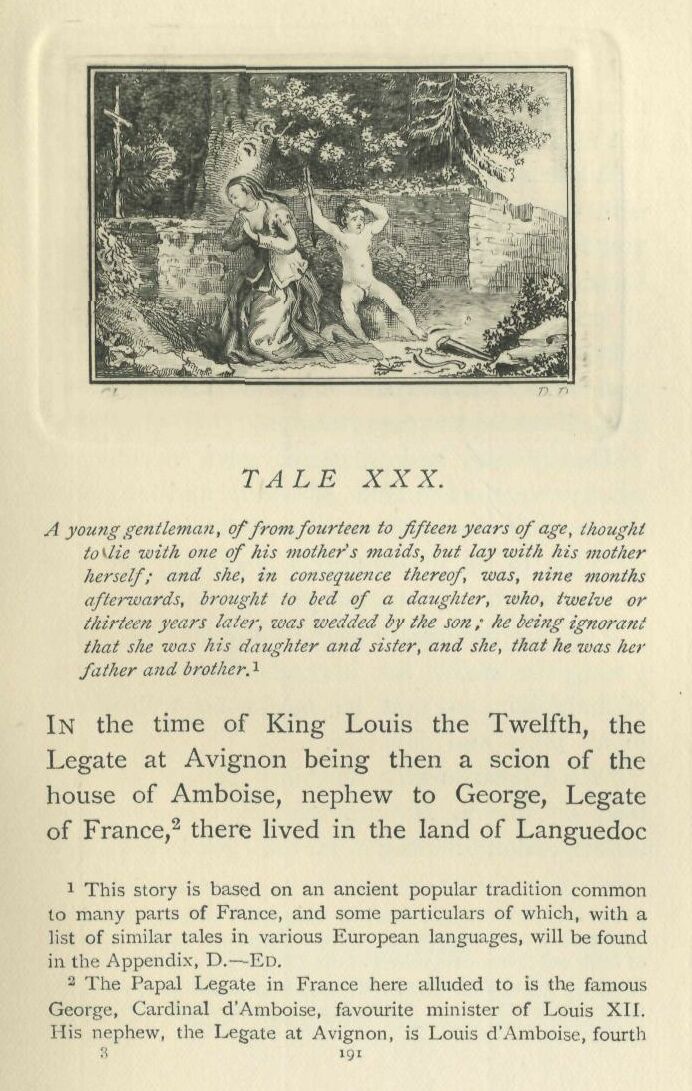 TALE XXX.
A young gentleman, of from fourteen to fifteen years of age, thought
to lie with one of his mother's maids, but lay with his mother
herself; and she, in consequence thereof, was, nine months
afterwards, brought to bed of a daughter, who, twelve or
thirteen years later, was wedded by the son; he being ignorant
that she was his daughter and sister, and she, that he was her
father and brother.¹
IN the time of King Louis the Twelfth, the
Legate at Avignon being then a scion of the
house of Amboise, nephew to George, Legate
of France,² there lived in the land of Languedoc
¹ This story is based on an ancient popular tradition common
to many parts of France, and some particulars of which, with a
list of similar tales in various European languages, will be found
in the Appendix, D.—ED.
² The Papal Legate in France here alluded to is the famous
George, Cardinal d'Amboise, favourite minister of Louis XII.
His nephew, the Legate at Avignon, is Louis d'Amboise, fourth
3 191